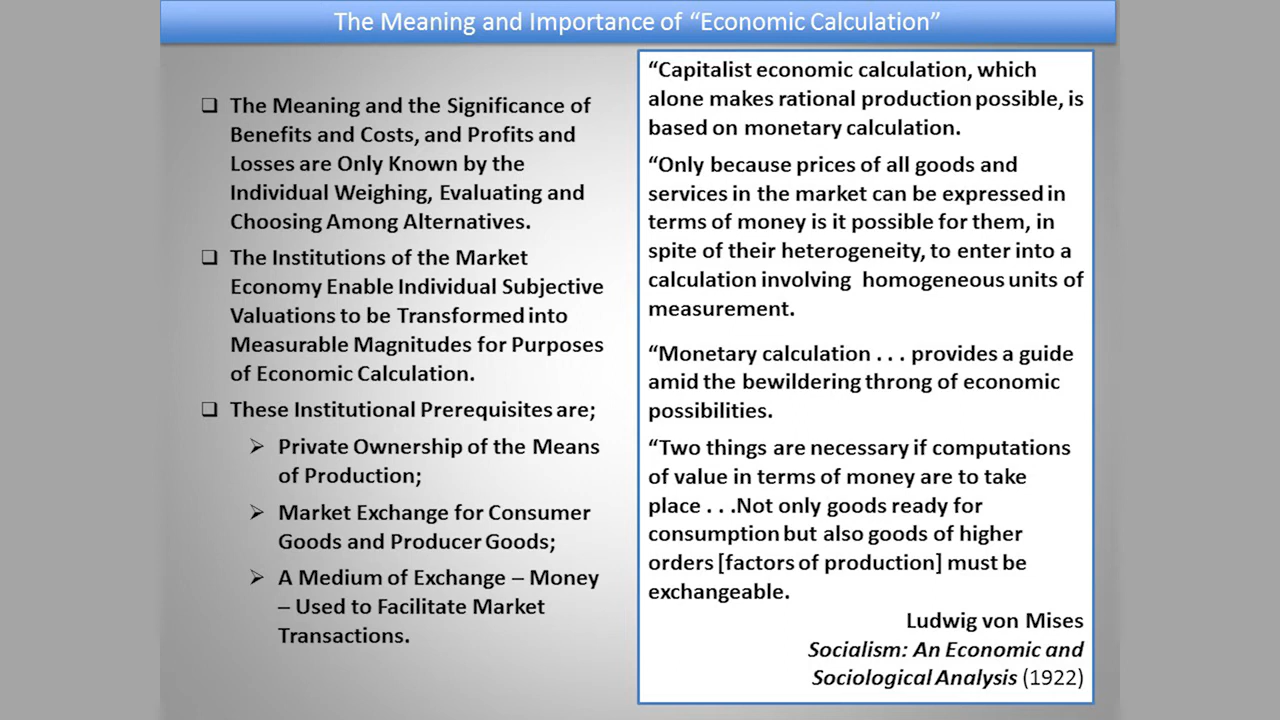 The Meaning and Importance of “Economic Calculation”
❑ The Meaning and the Significance of
Benefits and Costs, and Profits and
Losses are Only Known by the
Individual Weighing, Evaluating and
Choosing Among Alternatives.
❑ The Institutions of the Market
Economy Enable Individual Subjective
Valuations to be Transformed into
Measurable Magnitudes for Purposes
of Economic Calculation.
❑ These Institutional Prerequisites are;
➢ Private Ownership of the Means
of Production;
➢ Market Exchange for Consumer
Goods and Producer Goods;
➢ A Medium of Exchange – Money
– Used to Facilitate Market
Transactions.
“Capitalist economic calculation, which
alone makes rational production possible, is
based on monetary calculation.
“Only because prices of all goods and
services in the market can be expressed in
terms of money is it possible for them, in
spite of their heterogeneity, to enter into a
calculation involving  homogeneous units of
measurement.
“Monetary calculation . . . provides a guide
amid the bewildering throng of economic
possibilities.
“Two things are necessary if computations
of value in terms of money are to take
place . . .Not only goods ready for
consumption but also goods of higher
orders [factors of production] must be
exchangeable.
Ludwig von Mises
Socialism: An Economic and
Sociological Analysis (1922)